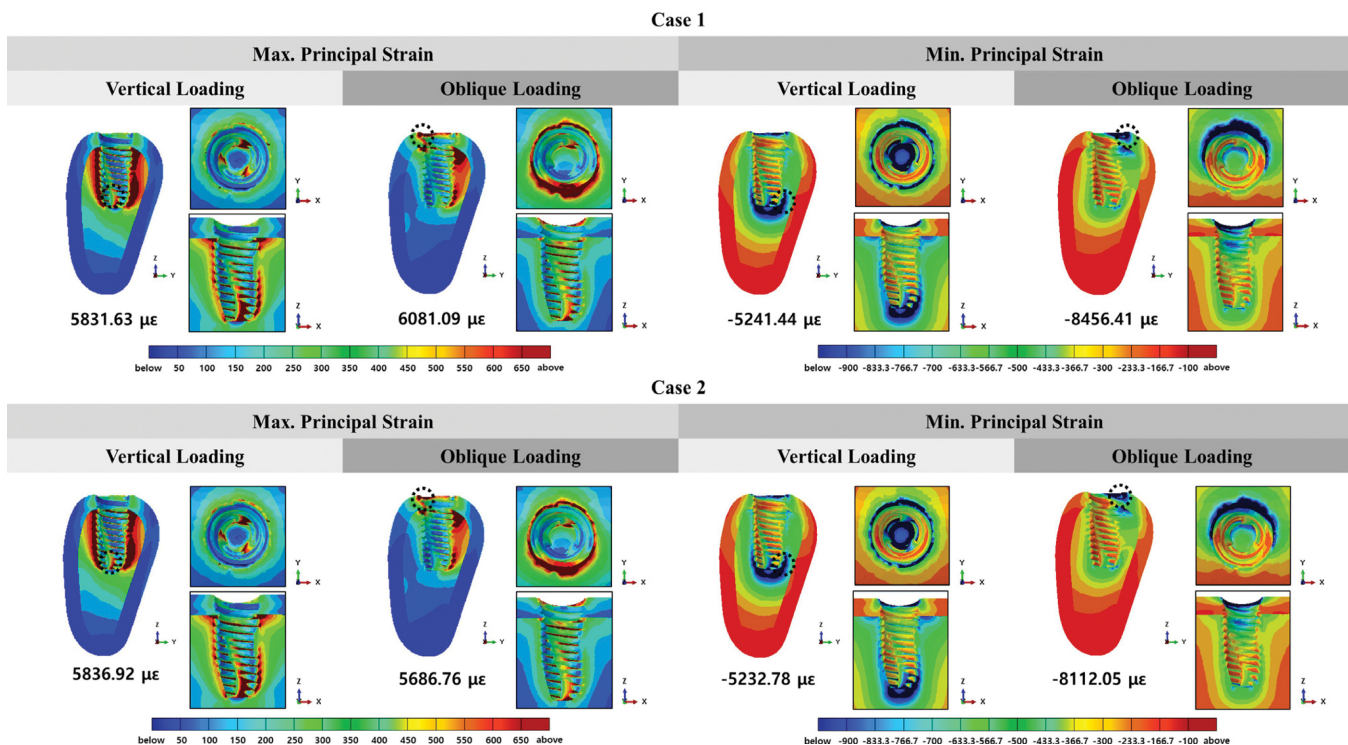 Case 1
Max. Principal Strain
Min. Principal Strain
Vertical Loading
Oblique Loading
Vertical Loading
Oblique Loading
Y
X
Y
X
Y
X
Y
X
Z
Y
Z
Y
Z
Y
Z
Y
Z
X
Z
X
Z
X
Z
X
5831.63 με
6081.09 με
-5241.44 με
-8456.41 με
below 50 100 150 200 250 300 350 400 450 500 550 600 650 above
below -900 -833.3 -766.7 -700 -633.3 -566.7 -500 -433.3 -366.7 -300 -233.3 -166.7 -100 above
Case 2
Max. Principal Strain
Min. Principal Strain
Vertical Loading
Oblique Loading
Vertical Loading
Oblique Loading
Y
X
Y
X
Y
X
Y
X
Z
Y
Z
Y
Z
Y
Z
Y
Z
X
Z
X
Z
X
Z
X
5836.92 με
5686.76 με
-5232.78 με
-8112.05 με
below 50 100 150 200 250 300 350 400 450 500 550 600 650 above
below -900 -833.3 -766.7 -700 -633.3 -566.7 -500 -433.3 -366.7 -300 -233.3 -166.7 -100 above